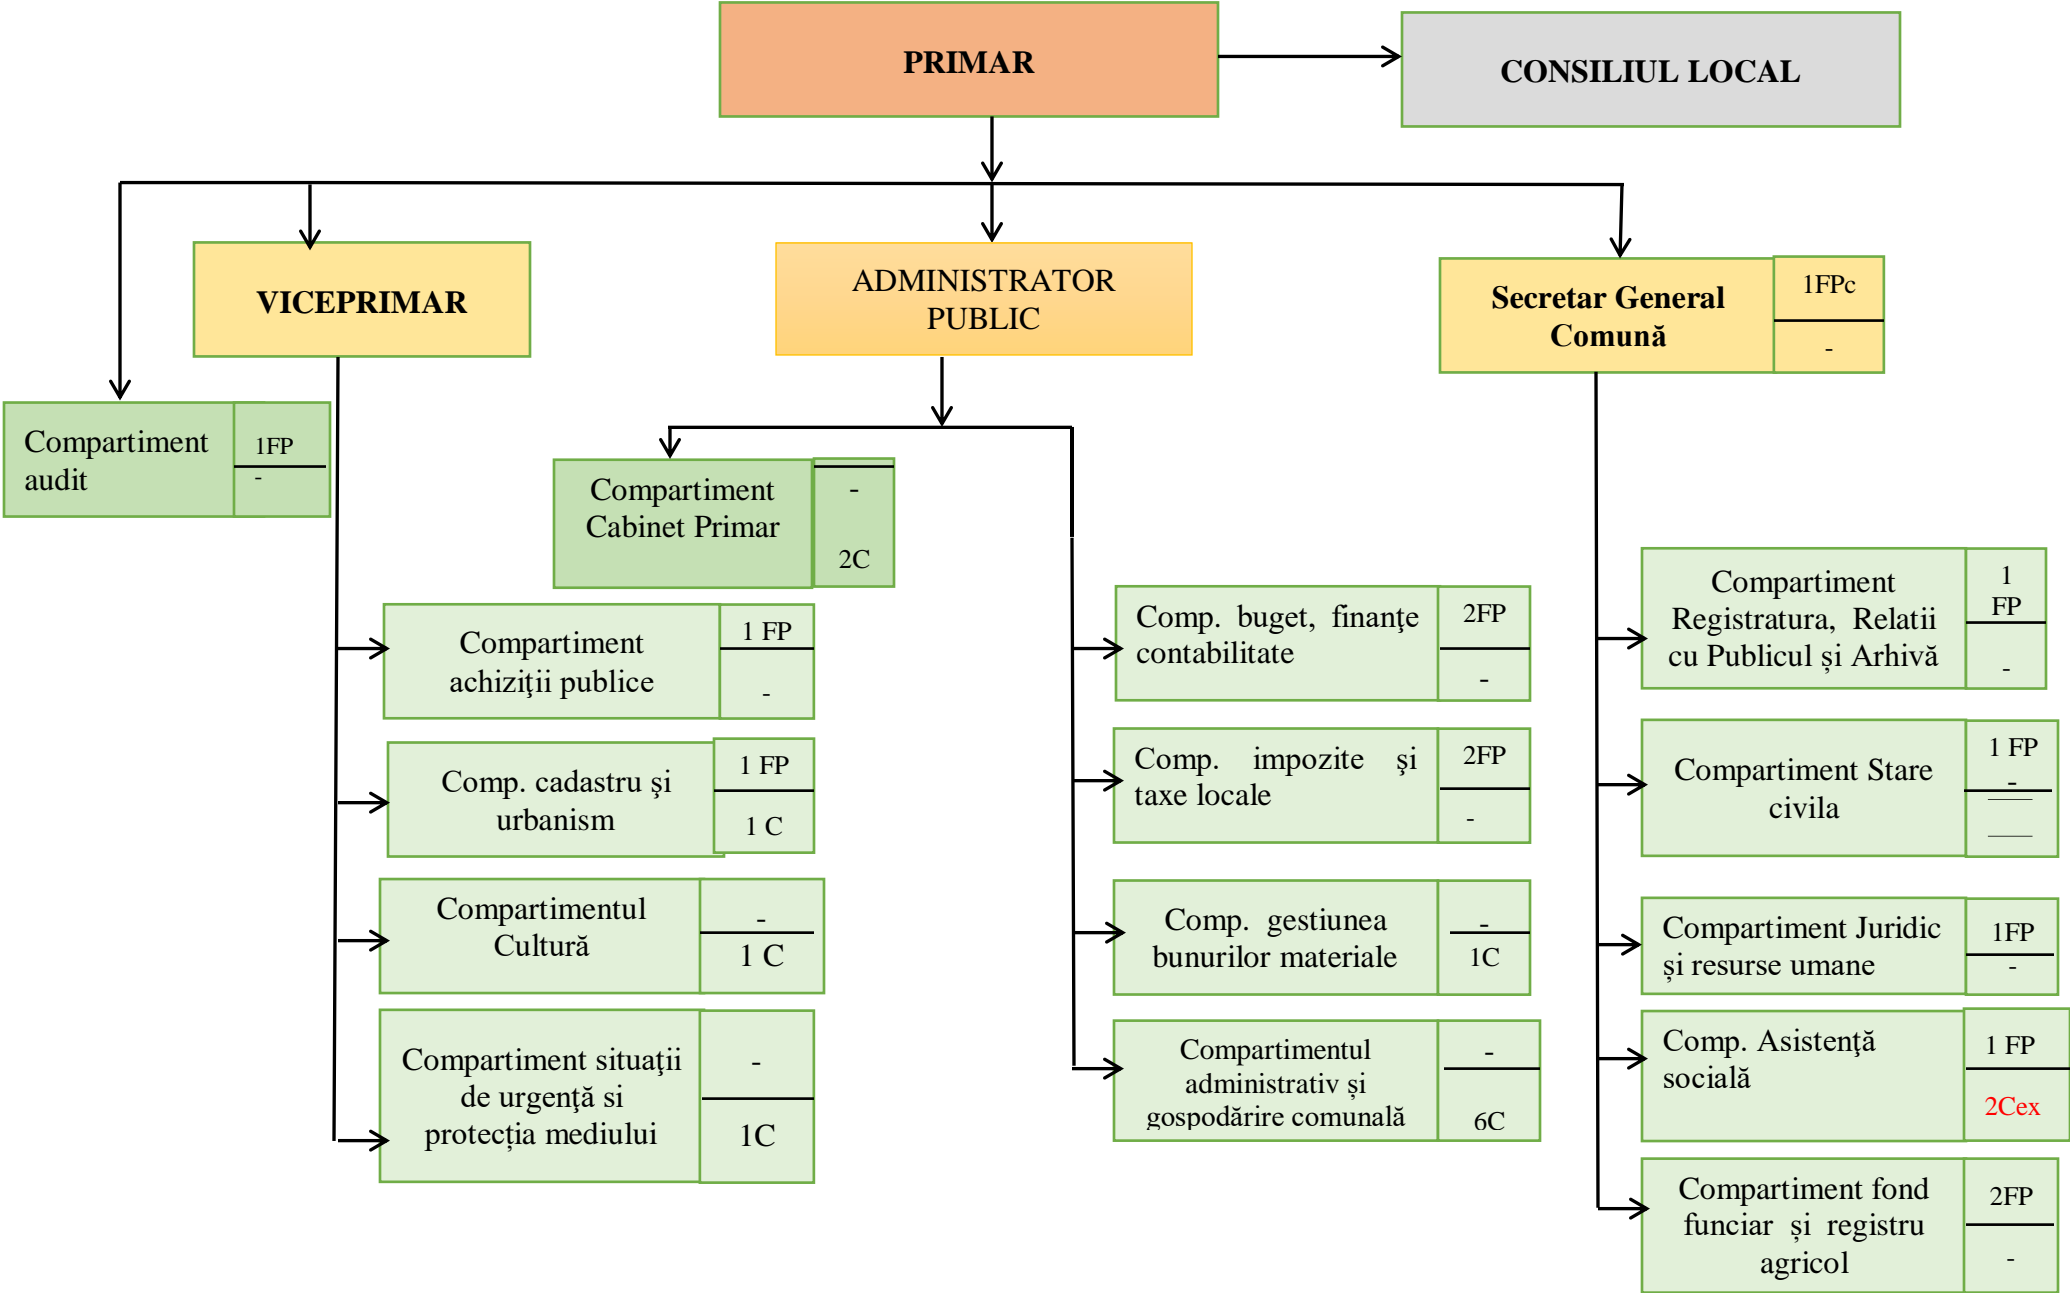 PRIMAR
CONSILIUL LOCAL
VICEPRIMAR
ADMINISTRATOR
PUBLIC
Secretar General
Comună
1FPc
-
Compartiment
audit
1FP
-
Compartiment
Cabinet Primar
-
2C
Compartiment
achiziţii publice
1 FP
-
Comp. cadastru şi
urbanism
1 FP
1 C
Compartimentul
Cultură
-
1 C
Compartiment situaţii
de urgenţă si
protecția mediului
-
1C
Comp. buget, finanţe
contabilitate
2FP
-
Comp. impozite şi
taxe locale
2FP
-
Comp. gestiunea
bunurilor materiale
-
1C
Compartimentul
administrativ și
gospodărire comunală
-
6C
Compartiment
Registratura, Relatii
cu Publicul și Arhivă
1
FP
-
Compartiment Stare
civila
1 FP
-
Compartiment Juridic
și resurse umane
1FP
-
Comp. Asistenţă
socială
1 FP
2Cex
Compartiment fond
funciar și registru
agricol
2FP
-